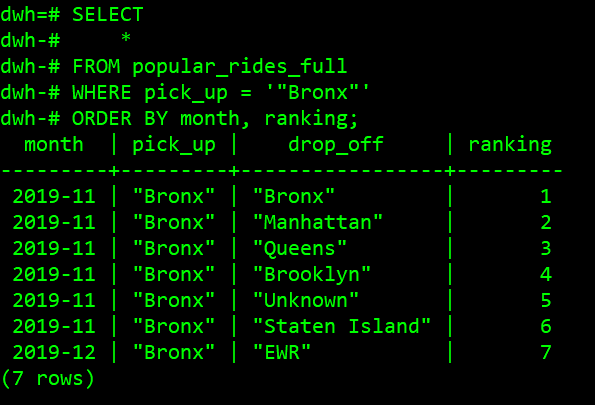 dwh=# SELECT
dwh-#     *
dwh-# FROM popular_rides_full
dwh-# WHERE pick_up = '"Bronx"'
dwh-# ORDER BY month, ranking;
  month  | pick_up |    drop_off     | ranking
---------+---------+-----------------+---------
 2019-11 | "Bronx" | "Bronx"         |       1
 2019-11 | "Bronx" | "Manhattan"     |       2
 2019-11 | "Bronx" | "Queens"        |       3
 2019-11 | "Bronx" | "Brooklyn"      |       4
 2019-11 | "Bronx" | "Unknown"       |       5
 2019-11 | "Bronx" | "Staten Island" |       6
 2019-12 | "Bronx" | "EWR"           |       7
(7 rows)